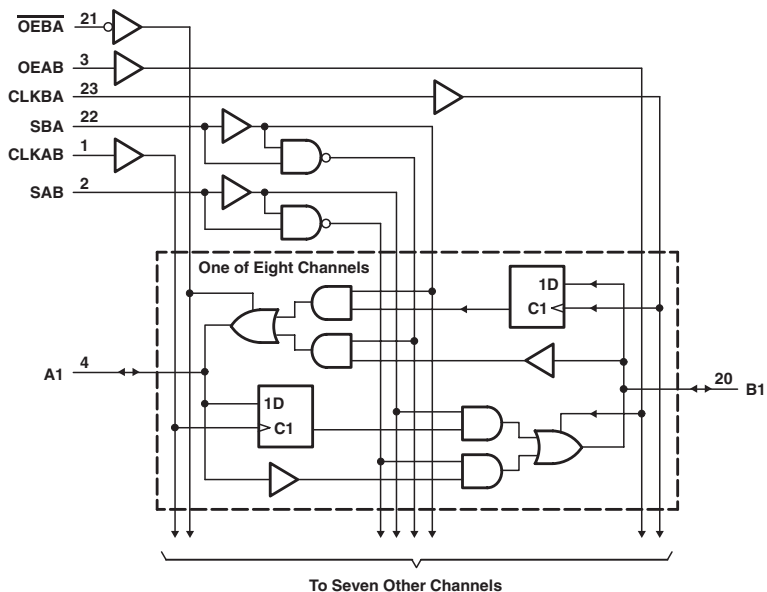 OEBA 21
OEAB 3
CLKBA 23
SBA 22
CLKAB 1
SAB 2
One of Eight Channels
1D
C1
A1 4
20 B1
1D
C1
To Seven Other Channels